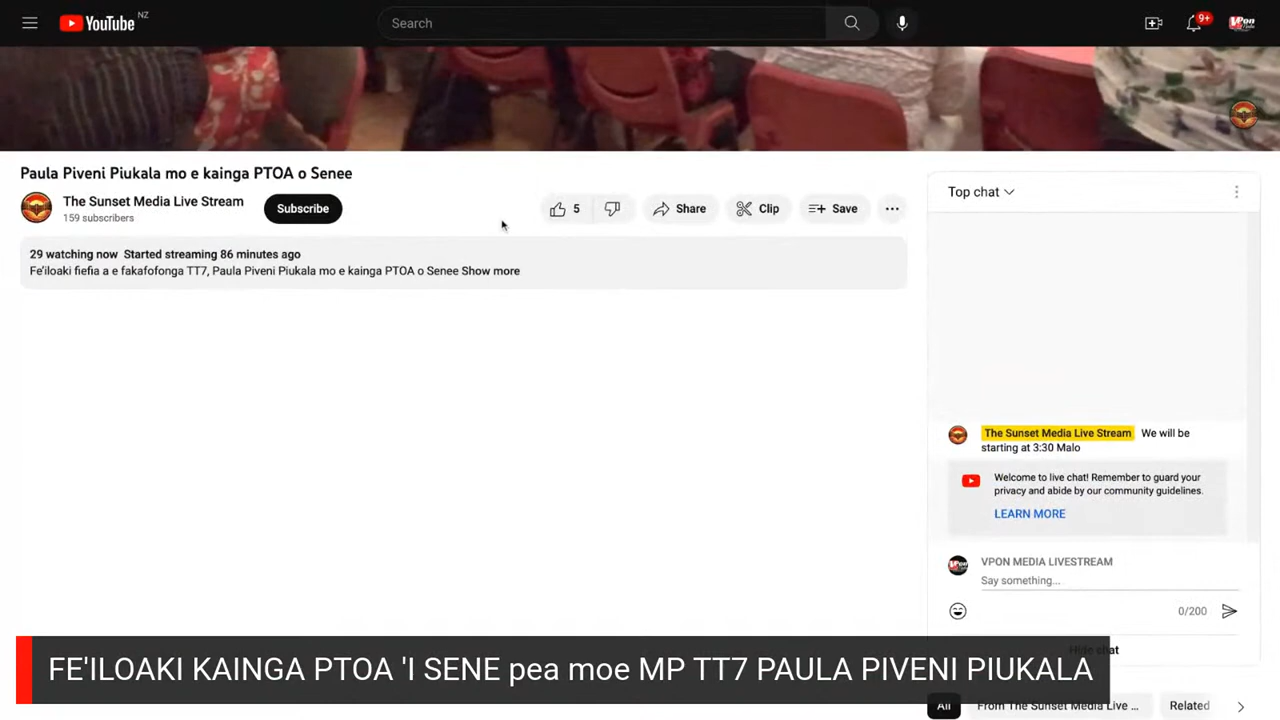 YouTube NZ
Search
9+
VPon
Paula Piveni Piukala mo e kainga PTOA o Senee
The Sunset Media Live Stream
159 subscribers
Subscribe
5
Share
Clip
Save
29 watching now Started streaming 86 minutes ago
Fe'iloaki fiefia a e fakafofonga TT7, Paula Piveni Piukala mo e kainga PTOA o Senee Show more
Top chat
The Sunset Media Live Stream We will be
starting at 3:30 Malo
Welcome to live chat! Remember to guard your
privacy and abide by our community guidelines.
LEARN MORE
VPON MEDIA LIVESTREAM
Say something...
0/200
Hide chat
FE'ILOAKI KAINGA PTOA 'I SENE pea moe MP TT7 PAULA PIVENI PIUKALA
All
From The Sunset Media Live ...
Related